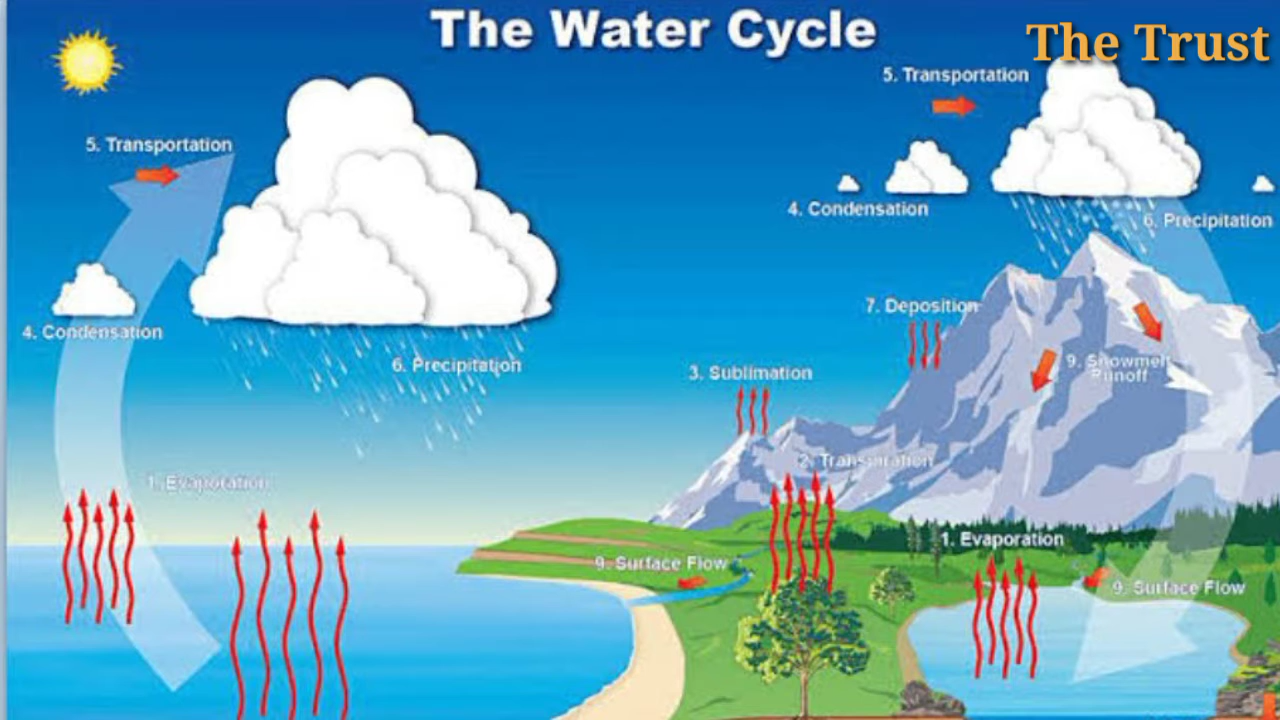 The Water Cycle
The Trust
5. Transportation
5. Transportation
4. Condensation
6. Precipitation
7. Deposition
4. Condensation
6. Precipitation
9. Snowmelt
Runoff
3. Sublimation
2. Transpiration
1. Evaporation
1. Evaporation
9. Surface Flow
9. Surface Flow